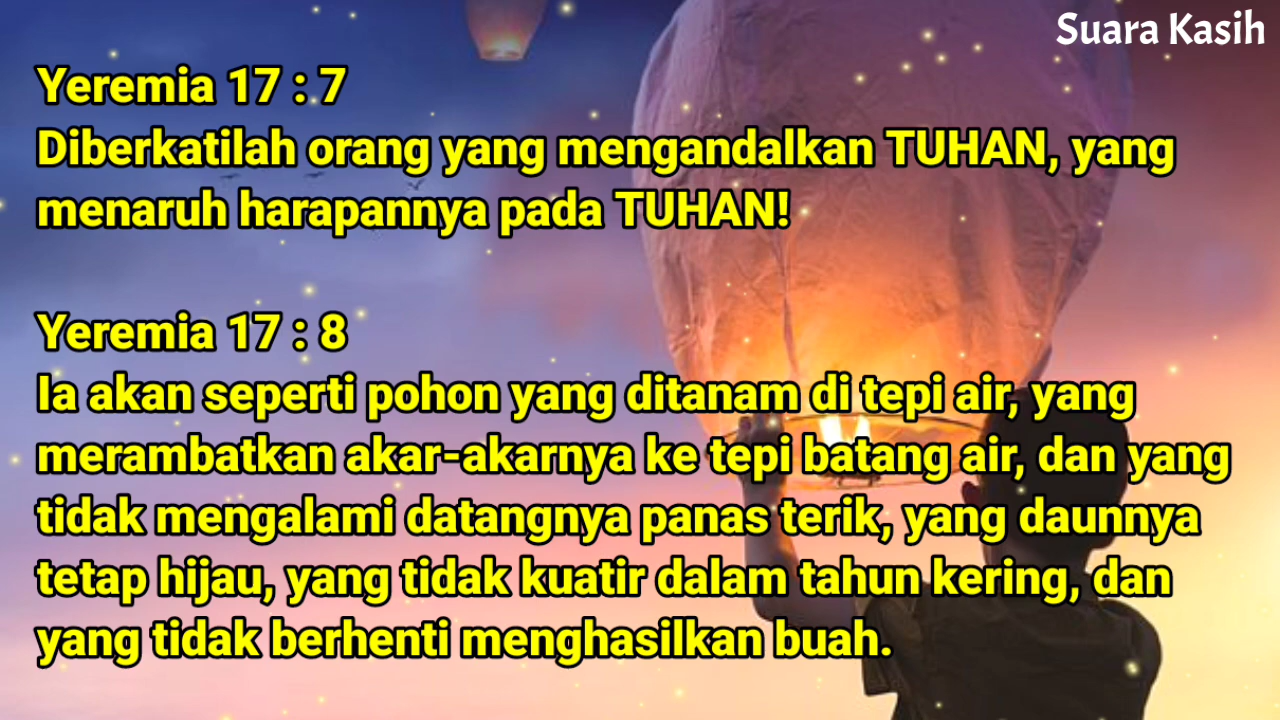 Suara Kasih
Yeremia 17 : 7
Diberkatilah orang yang mengandalkan TUHAN, yang
menaruh harapannya pada TUHAN!
Yeremia 17 : 8
Ia akan seperti pohon yang ditanam di tepi air, yang
merambatkan akar-akarnya ke tepi batang air, dan yang
tidak mengalami datangnya panas terik, yang daunnya
tetap hijau, yang tidak kuatir dalam tahun kering, dan
yang tidak berhenti menghasilkan buah.